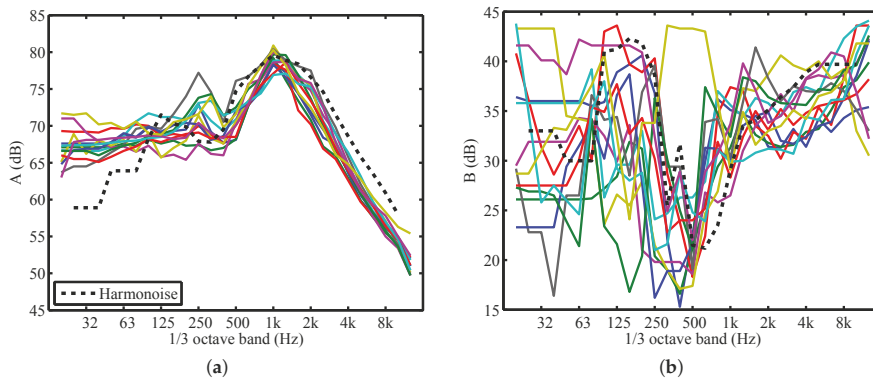 85
80
75
70
65
60
55
50
45
A (dB)
Harmonoise
32 63 125 250 500 1k 2k 4k 8k
1/3 octave band (Hz)
(a)
45
40
35
30
25
20
15
B (dB)
32 63 125 250 500 1k 2k 4k 8k
1/3 octave band (Hz)
(b)